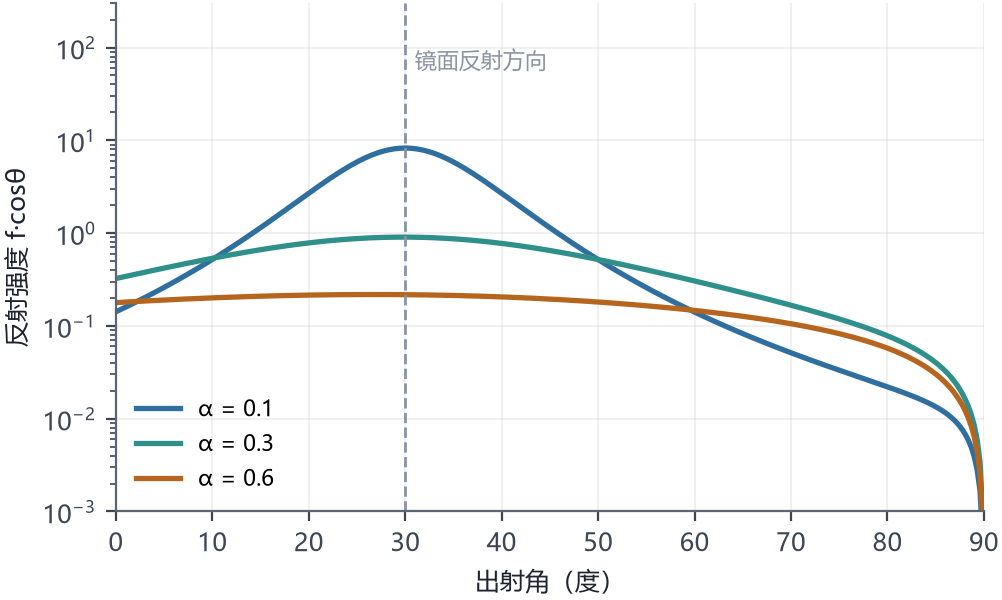 镜面反射方向
反射强度 f·cosθ
10²
10¹
10⁰
10⁻¹
10⁻²
10⁻³
α = 0.1
α = 0.3
α = 0.6
0 10 20 30 40 50 60 70 80 90
出射角（度）